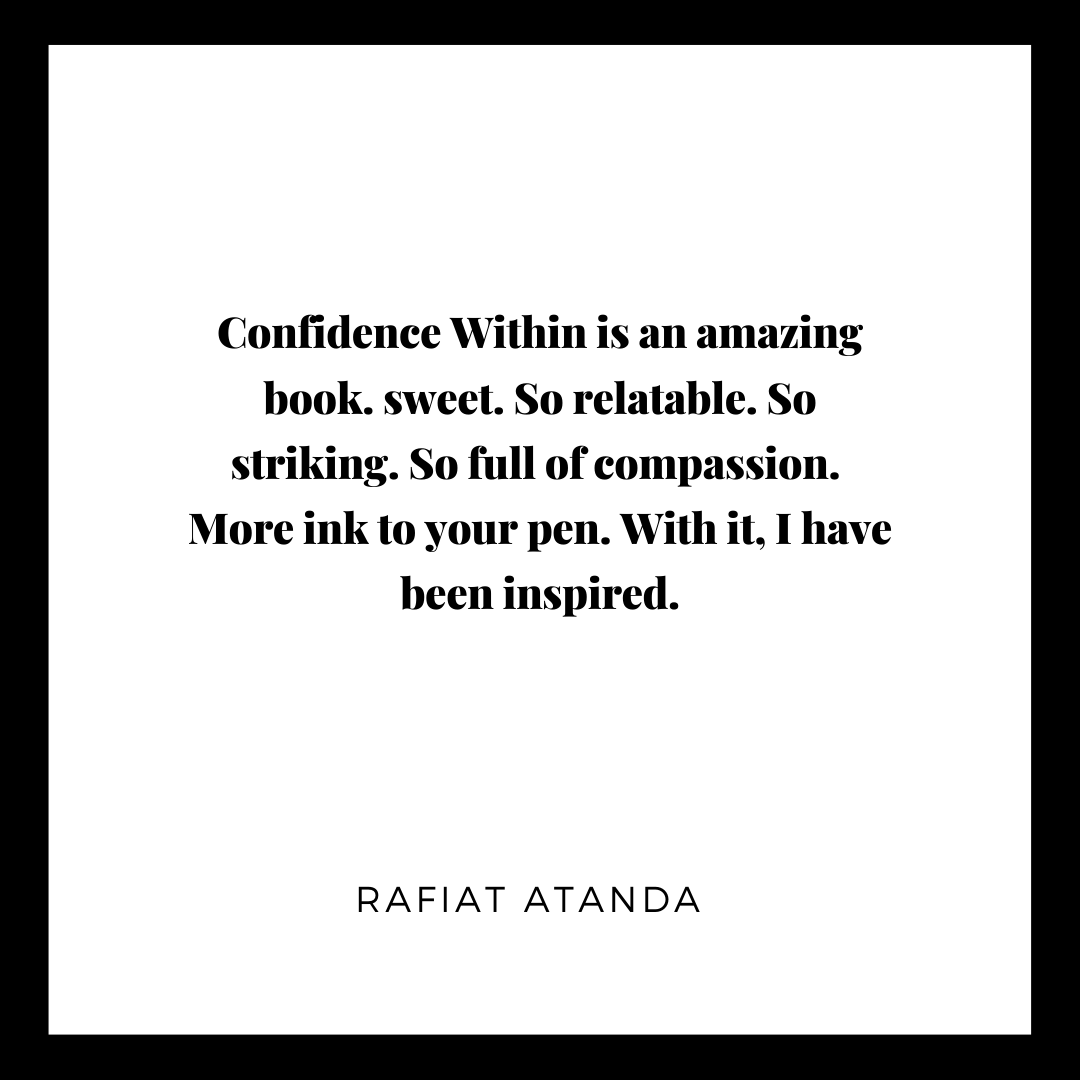 Confidence Within is an amazing
book. sweet. So relatable. So
striking. So full of compassion.
More ink to your pen. With it, I have
been inspired.
RAFIAT ATANDA